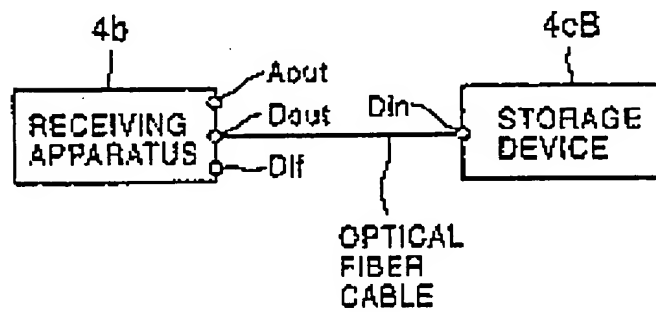 4b
4cB
Aout
Dout
DIn
DIf
RECEIVING
APPARATUS
STORAGE
DEVICE
OPTICAL
FIBER
CABLE